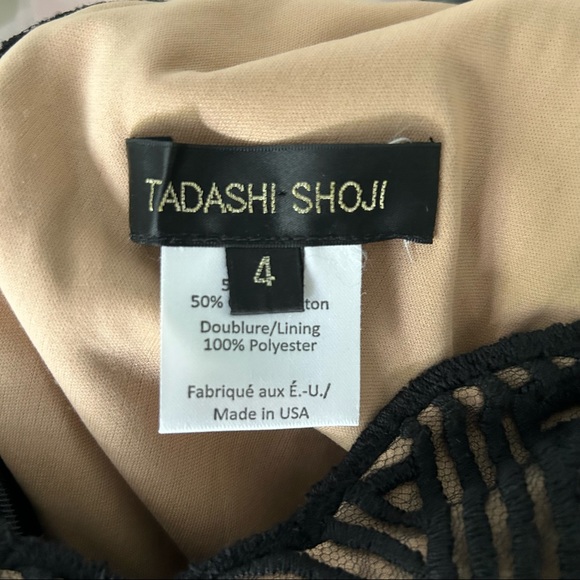 TADASHI SHOJI
4
50%
Doublure/Lining
100% Polyester
Fabriqué aux É.-U./
Made in USA